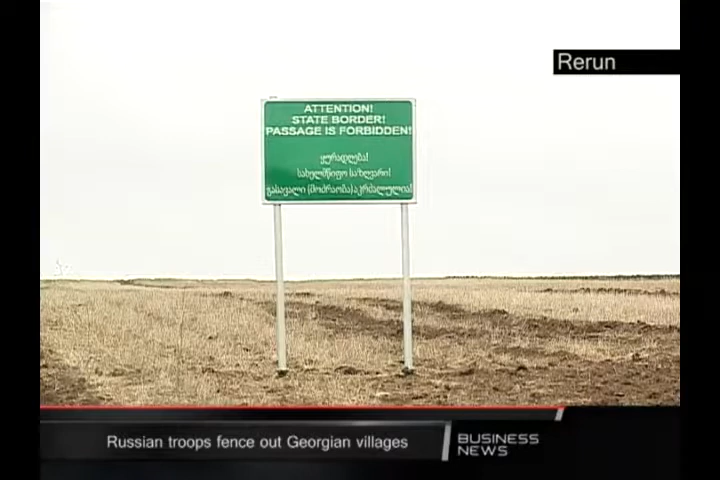 Rerun
ATTENTION!
STATE BORDER!
PASSAGE IS FORBIDDEN!
ყურადღება!
სახელმწიფო საზღვარი!
გასავალი (მოძრაობა) აკრძალულია!
Russian troops fence out Georgian villages
BUSINESS
NEWS